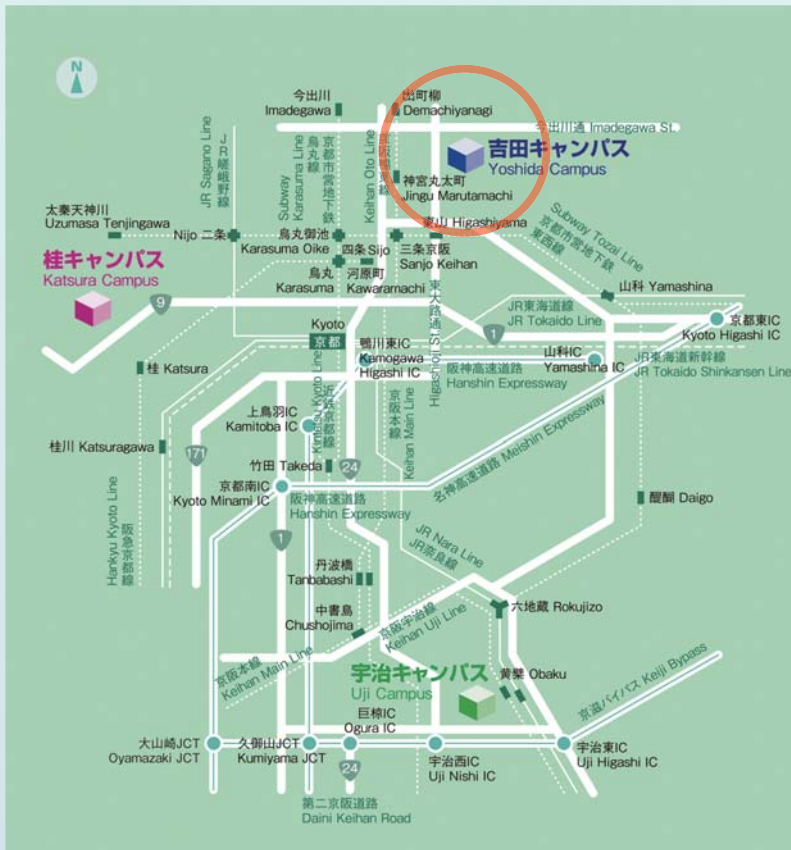 N
今出川
Imadegawa
出町柳
Demachiyanagi
今出川通 Imadegawa St.
吉田キャンパス
Yoshida Campus
神宮丸太町
Jingu Marutamachi
JR Sagano Line
JR嵯峨野線
Subway
Karasuma Line
京都市営地下鉄
烏丸線
Keihan Oto Line
太秦天神川
Uzumasa Tenjingawa
Nijo 二条
烏丸御池
Karasuma Oike
四条 Sijo
東山 Higashiyama
三条京阪
Sanjo Keihan
Subway Tozai Line
京都市営地下鉄
東西線
桂キャンパス
Katsura Campus
烏丸
Karasuma
河原町
Kawaramachi
山科 Yamashina
9
1
JR東海道線
JR Tokaido Line
京都東IC
Kyoto Higashi IC
東大路通
Higashioji St.
Kyoto
京都
鴨川東IC
Kamogawa
Higashi IC
阪神高速道路
Hanshin Expressway
山科IC
Yamashina IC
JR東海道新幹線
JR Tokaido Shinkansen Line
桂 Katsura
上鳥羽IC
Kamitoba IC
Kintetsu Kyoto Line
近鉄京都線
京阪本線
Keihan Main Line
名神高速道路 Meishin Expressway
桂川 Katsuragawa
171
竹田 Takeda
24
京都南IC
Kyoto Minami IC
阪神高速道路
Hanshin Expressway
醍醐 Daigo
Hankyu Kyoto Line
阪急京都線
1
JR Nara Line
JR奈良線
丹波橋
Tanbabashi
中書島
Chushojima
京阪宇治線
Keihan Uji Line
六地蔵 Rokujizo
京阪本線
Keihan Main Line
宇治キャンパス
Uji Campus
黄檗 Obaku
京滋バイパス Keiji Bypass
巨椋IC
Ogura IC
大山崎JCT
Oyamazaki JCT
久御山JCT
Kumiyama JCT
宇治西IC
Uji Nishi IC
宇治東IC
Uji Higashi IC
24
第二京阪道路
Daini Keihan Road